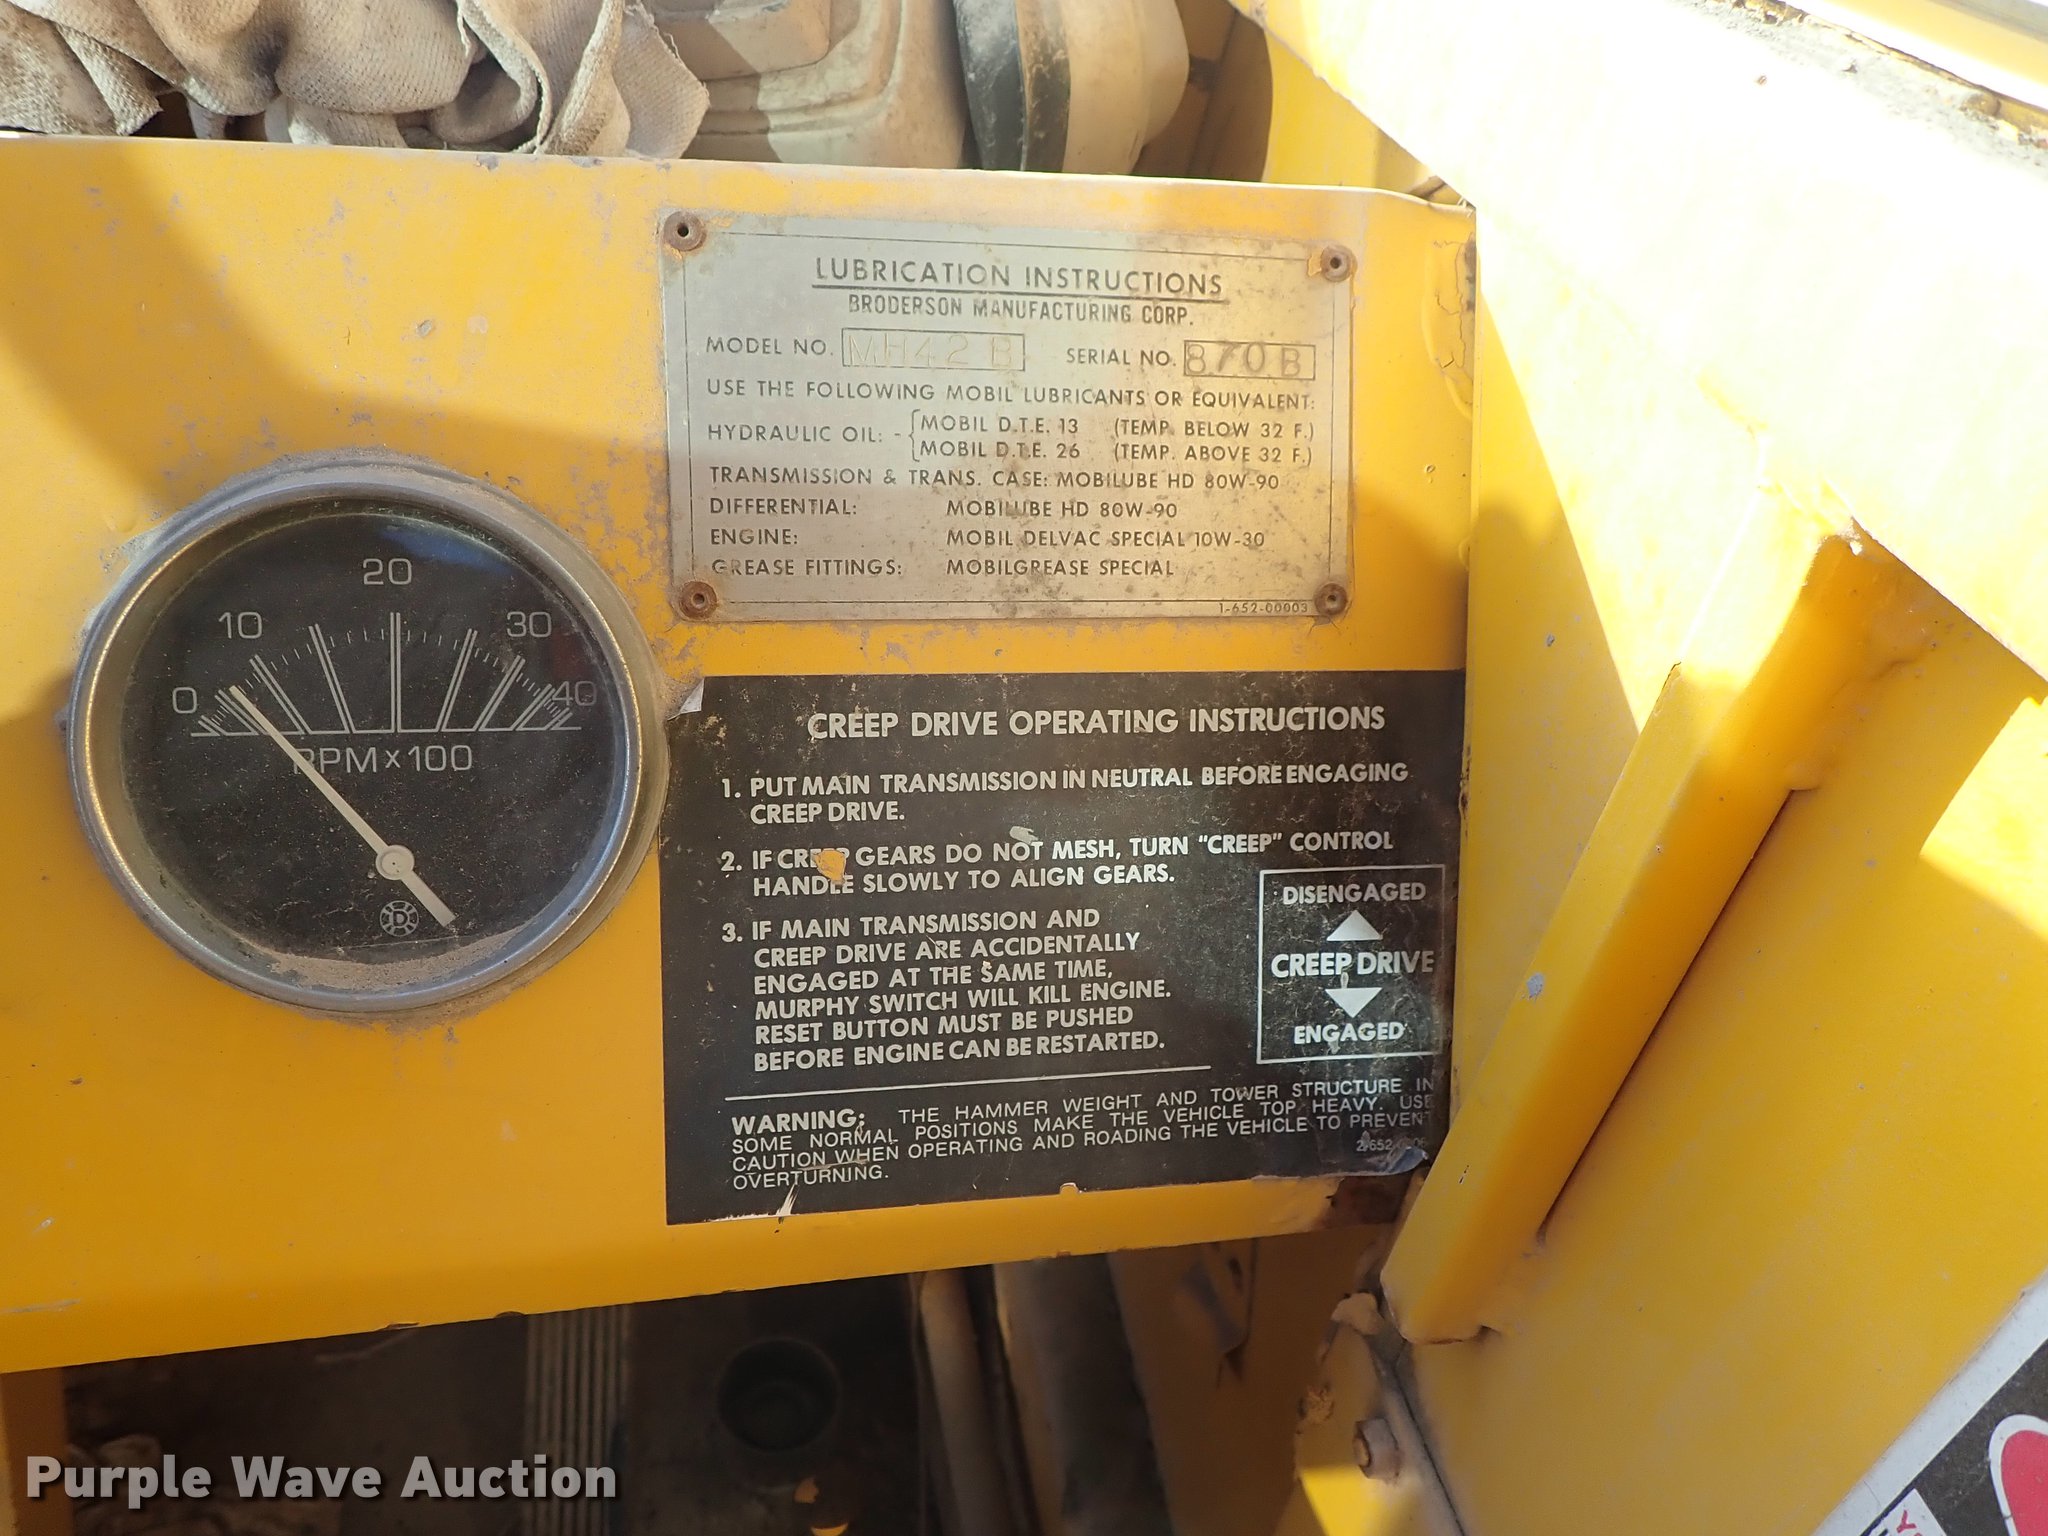 LUBRICATION INSTRUCTIONS
BRODERSON MANUFACTURING CORP.
MODEL NO. MH42 B SERIAL NO. 870B
USE THE FOLLOWING MOBIL LUBRICANTS OR EQUIVALENT:
HYDRAULIC OIL: - { MOBIL D.T.E. 13 (TEMP. BELOW 32 F.)
MOBIL D.T.E. 26 (TEMP. ABOVE 32 F.)
TRANSMISSION & TRANS. CASE: MOBILUBE HD 80W-90
DIFFERENTIAL: MOBILUBE HD 80W-90
ENGINE: MOBIL DELVAC SPECIAL 10W-30
GREASE FITTINGS: MOBILGREASE SPECIAL
1-652-00003
0 10 20 30 40
RPM x 100
D
CREEP DRIVE OPERATING INSTRUCTIONS
1. PUT MAIN TRANSMISSION IN NEUTRAL BEFORE ENGAGING
CREEP DRIVE.
2. IF CREEP GEARS DO NOT MESH, TURN "CREEP" CONTROL
HANDLE SLOWLY TO ALIGN GEARS.
3. IF MAIN TRANSMISSION AND
CREEP DRIVE ARE ACCIDENTALLY
ENGAGED AT THE SAME TIME,
MURPHY SWITCH WILL KILL ENGINE.
RESET BUTTON MUST BE PUSHED
BEFORE ENGINE CAN BE RESTARTED.
DISENGAGED
CREEP DRIVE
ENGAGED
WARNING: THE HAMMER WEIGHT AND TOWER STRUCTURE IN
SOME NORMAL POSITIONS MAKE THE VEHICLE TOP HEAVY. USE
CAUTION WHEN OPERATING AND ROADING THE VEHICLE TO PREVENT
OVERTURNING.
Purple Wave Auction